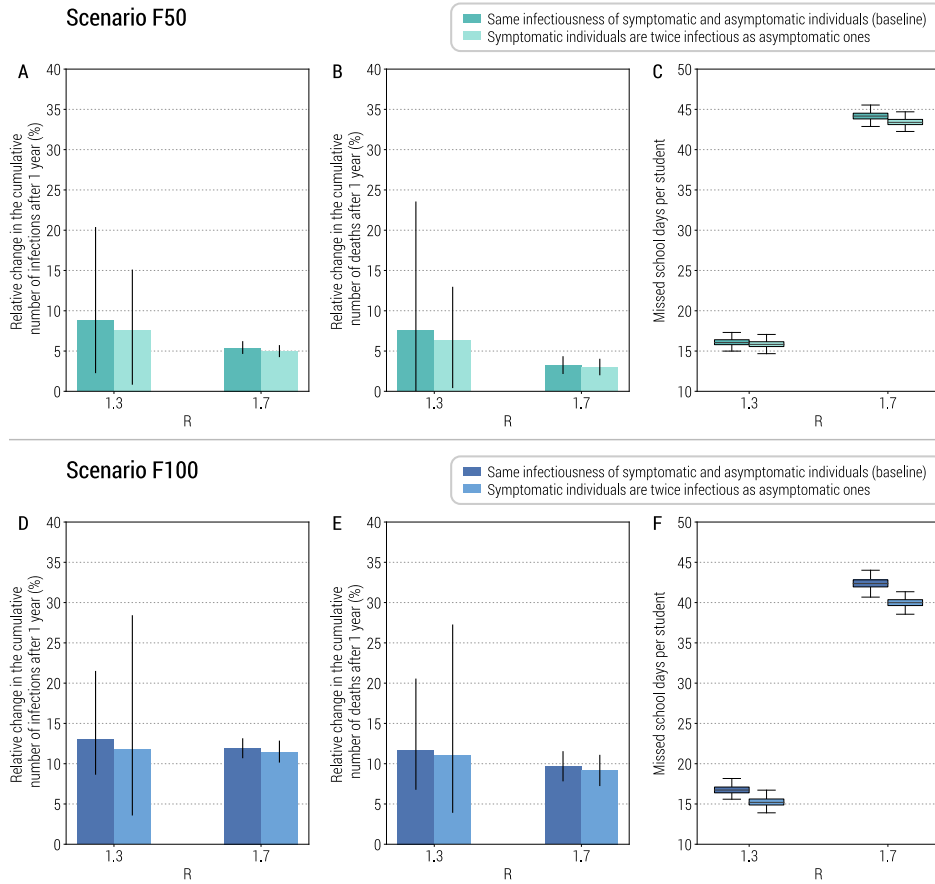 Scenario F50
Same infectiousness of symptomatic and asymptomatic individuals (baseline)
Symptomatic individuals are twice infectious as asymptomatic ones
A
Relative change in the cumulative
number of infections after 1 year (%)
40
35
30
25
20
15
10
5
0
1.3
1.7
R
B
Relative change in the cumulative
number of deaths after 1 year (%)
40
35
30
25
20
15
10
5
0
1.3
1.7
R
C
Missed school days per student
50
45
40
35
30
25
20
15
10
1.3
1.7
R
Scenario F100
Same infectiousness of symptomatic and asymptomatic individuals (baseline)
Symptomatic individuals are twice infectious as asymptomatic ones
D
Relative change in the cumulative
number of infections after 1 year (%)
40
35
30
25
20
15
10
5
0
1.3
1.7
R
E
Relative change in the cumulative
number of deaths after 1 year (%)
40
35
30
25
20
15
10
5
0
1.3
1.7
R
F
Missed school days per student
50
45
40
35
30
25
20
15
10
1.3
1.7
R